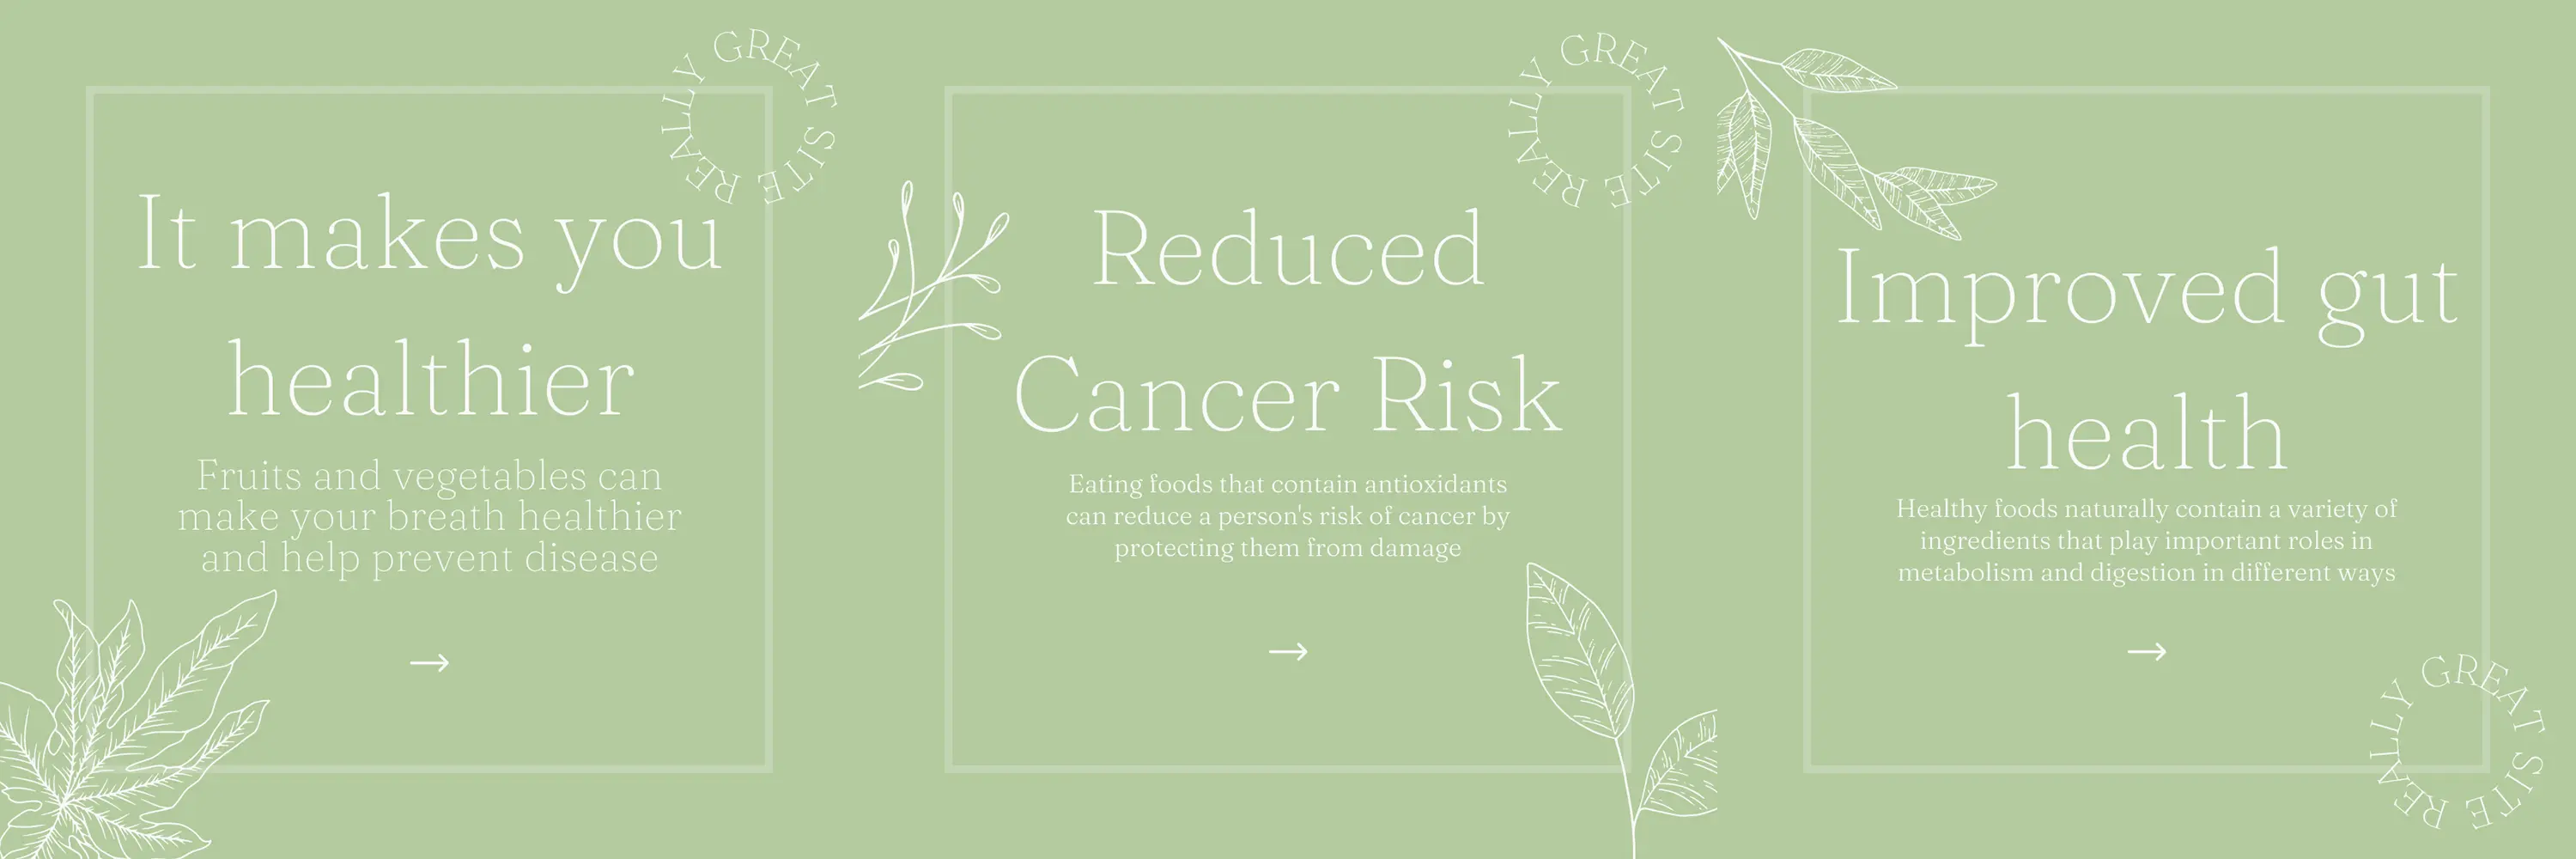 REALLY GREAT SITE
It makes you
healthier
Fruits and vegetables can
make your breath healthier
and help prevent disease
→
REALLY GREAT SITE
Reduced
Cancer Risk
Eating foods that contain antioxidants
can reduce a person's risk of cancer by
protecting them from damage
→
Improved gut
health
Healthy foods naturally contain a variety of
ingredients that play important roles in
metabolism and digestion in different ways
→
REALLY GREAT SITE